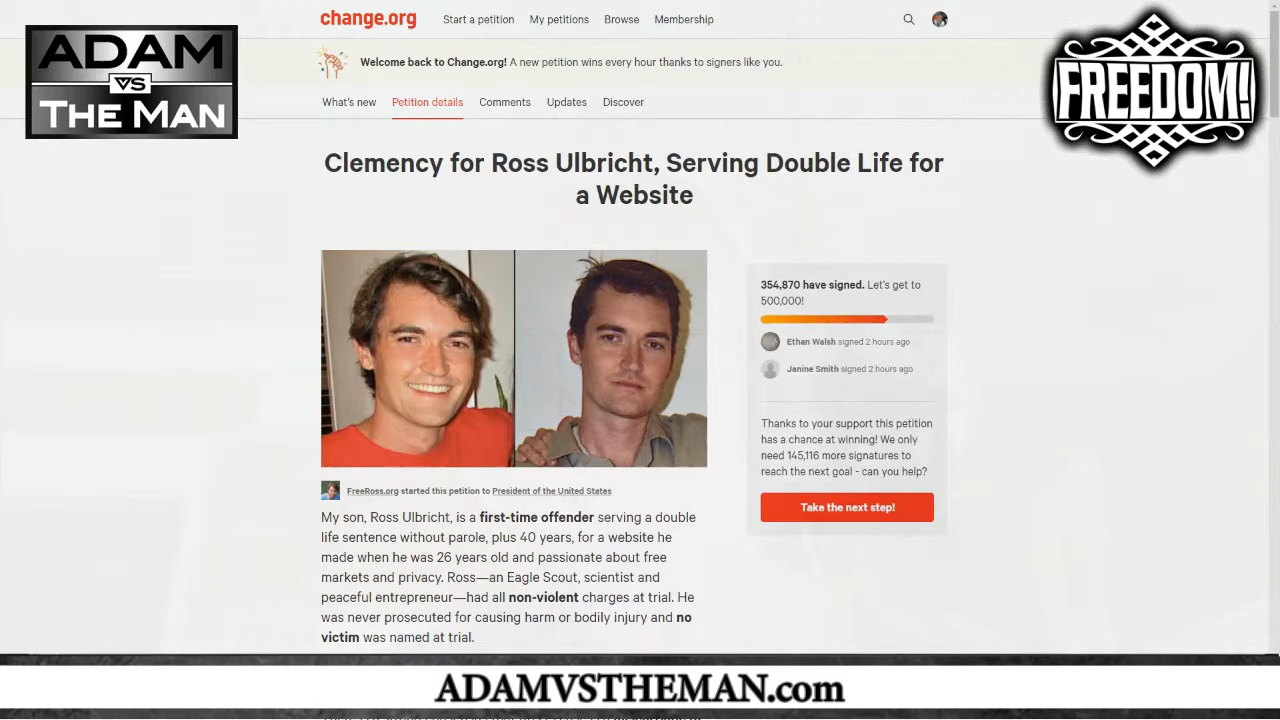 ADAM
VS
THE MAN
change.org
Start a petition
My petitions
Browse
Membership
FREEDOM!
Welcome back to Change.org! A new petition wins every hour thanks to signers like you.
What's new
Petition details
Comments
Updates
Discover
Clemency for Ross Ulbricht, Serving Double Life for
a Website
354,870 have signed. Let's get to
500,000!
Ethan Walsh signed 2 hours ago
Janine Smith signed 2 hours ago
Thanks to your support this petition
has a chance at winning! We only
need 145,116 more signatures to
reach the next goal - can you help?
Take the next step!
FreeRoss.org started this petition to President of the United States
My son, Ross Ulbricht, is a first-time offender serving a double
life sentence without parole, plus 40 years, for a website he
made when he was 26 years old and passionate about free
markets and privacy. Ross—an Eagle Scout, scientist and
peaceful entrepreneur—had all non-violent charges at trial. He
was never prosecuted for causing harm or bodily injury and no
victim was named at trial.
ADAMVSTHEMAN.com